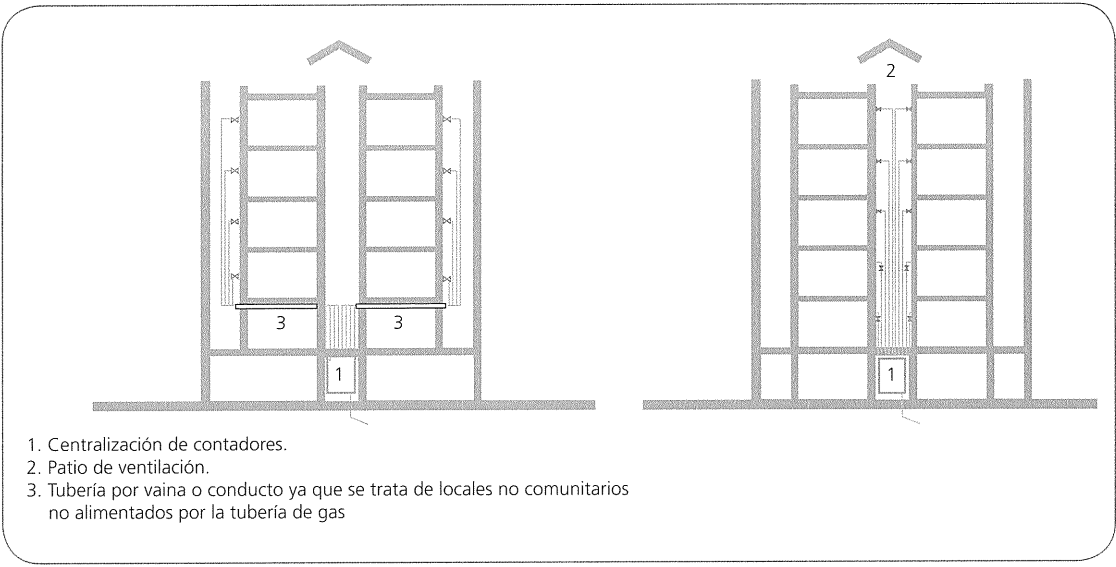 2
3
3
1
1
1. Centralización de contadores.
2. Patio de ventilación.
3. Tubería por vaina o conducto ya que se trata de locales no comunitarios
no alimentados por la tubería de gas